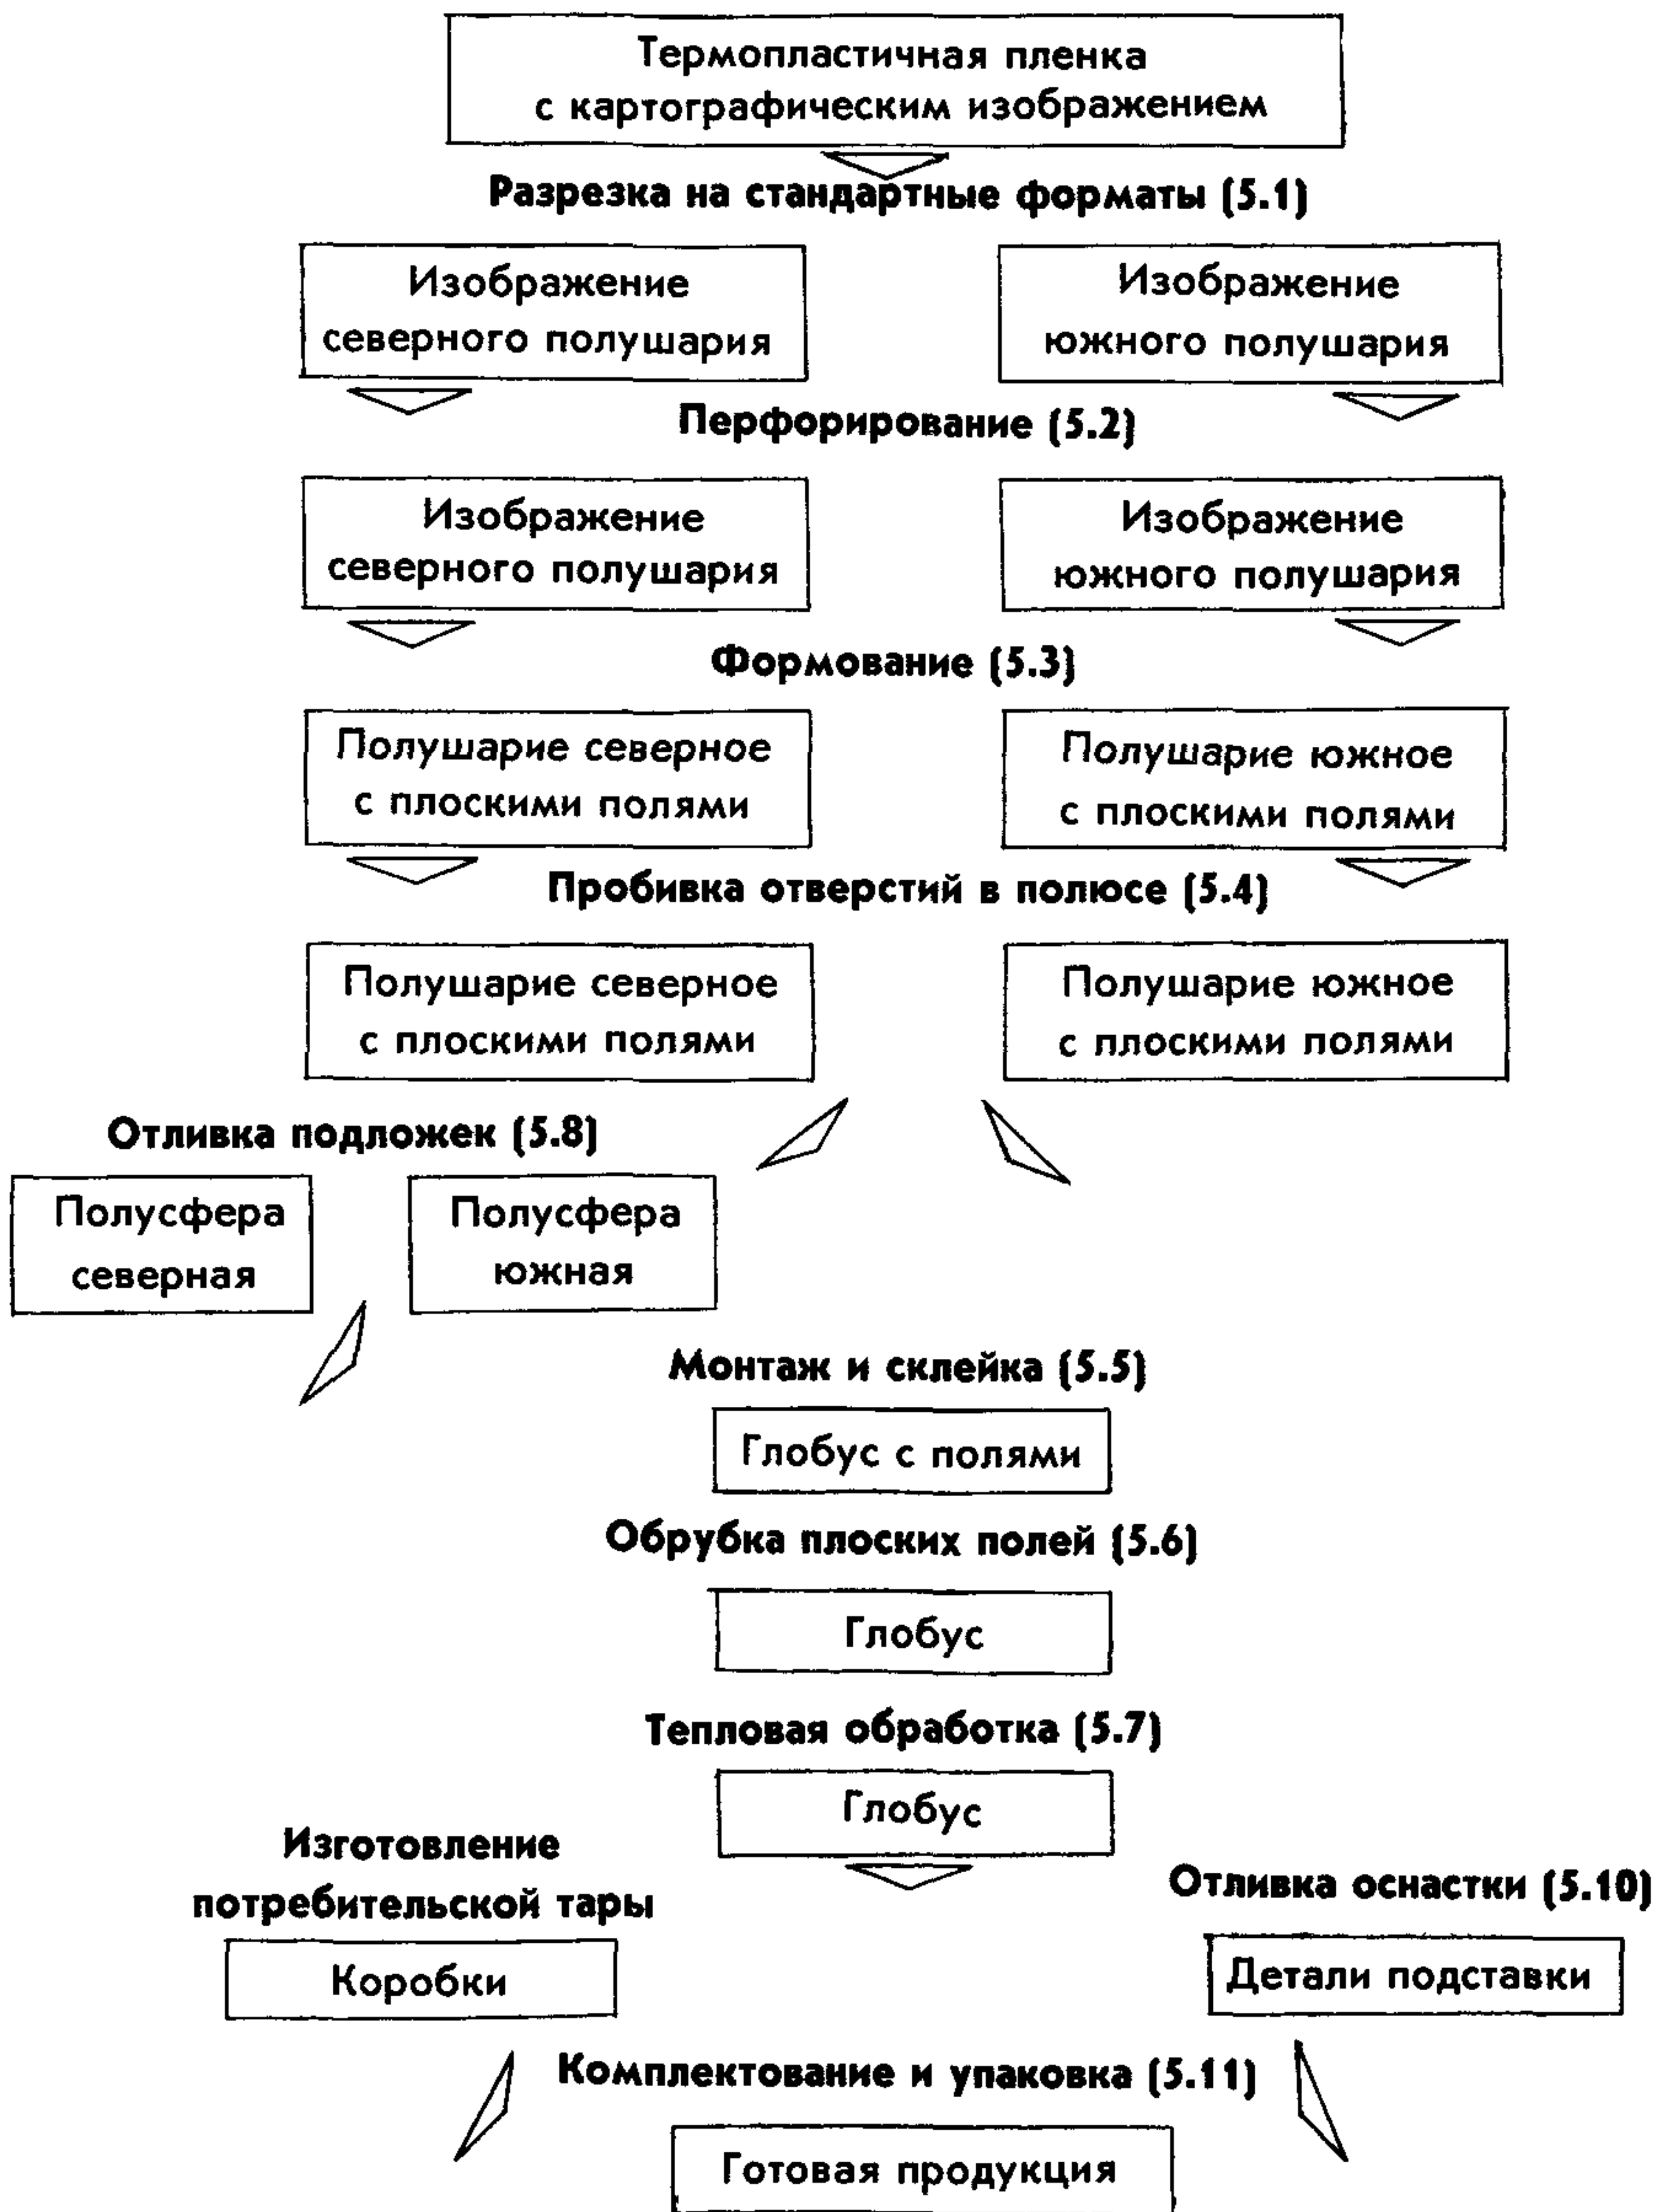 Термопластичная пленка
с картографическим изображением
Разрезка на стандартные форматы (5.1)
Изображение
северного полушария
Изображение
южного полушария
Перфорирование (5.2)
Изображение
северного полушария
Изображение
южного полушария
Формование (5.3)
Полушарие северное
с плоскими полями
Полушарие южное
с плоскими полями
Пробивка отверстий в полюсе (5.4)
Полушарие северное
с плоскими полями
Полушарие южное
с плоскими полями
Отливка подложек (5.8)
Полусфера
северная
Полусфера
южная
Монтаж и склейка (5.5)
Глобус с полями
Обрубка плоских полей (5.6)
Глобус
Тепловая обработка (5.7)
Глобус
Изготовление
потребительской тары
Коробки
Отливка оснастки (5.10)
Детали подставки
Комплектование и упаковка (5.11)
Готовая продукция